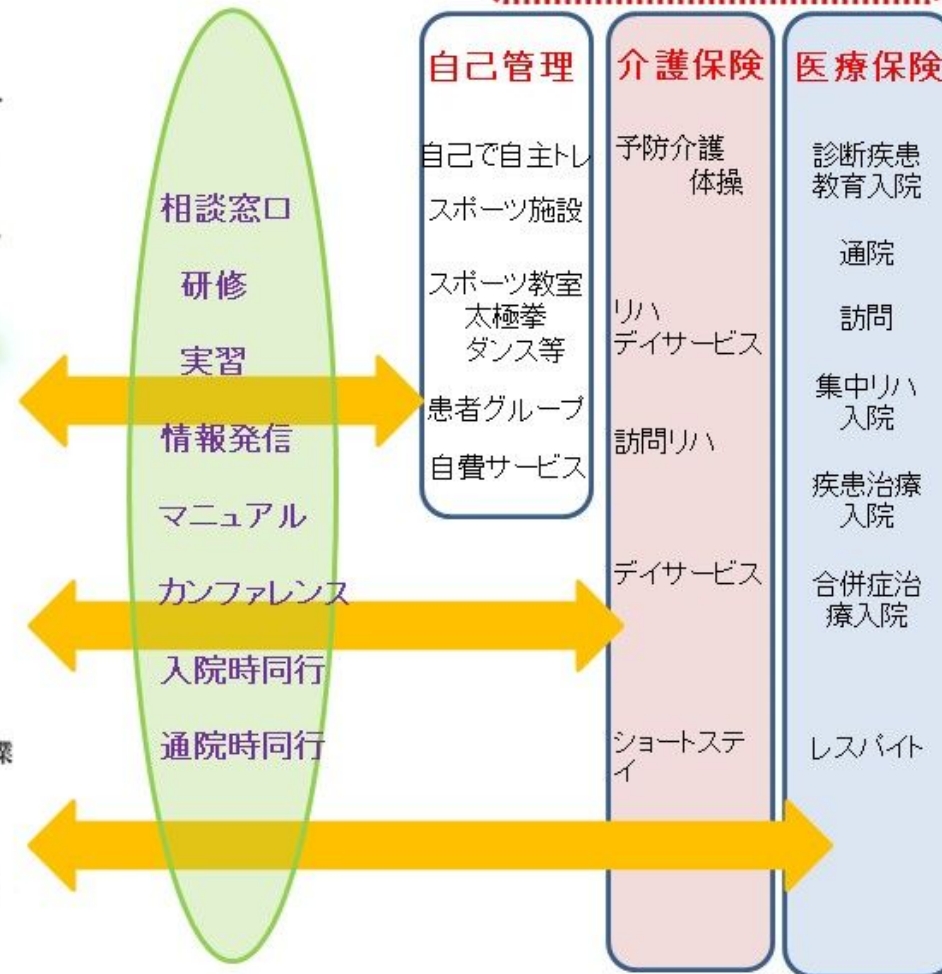 相談窓口
研修
実習
情報発信
マニュアル
カンファレンス
入院時同行
通院時同行
自己管理
自己で自主トレ
スポーツ施設
スポーツ教室
太極拳
ダンス等
患者グループ
自費サービス
介護保険
予防介護
体操
リハ
デイサービス
訪問リハ
デイサービス
ショートステ
イ
医療保険
診断疾患
教育入院
通院
訪問
集中リハ
入院
疾患治療
入院
合併症治
療入院
レスパイト